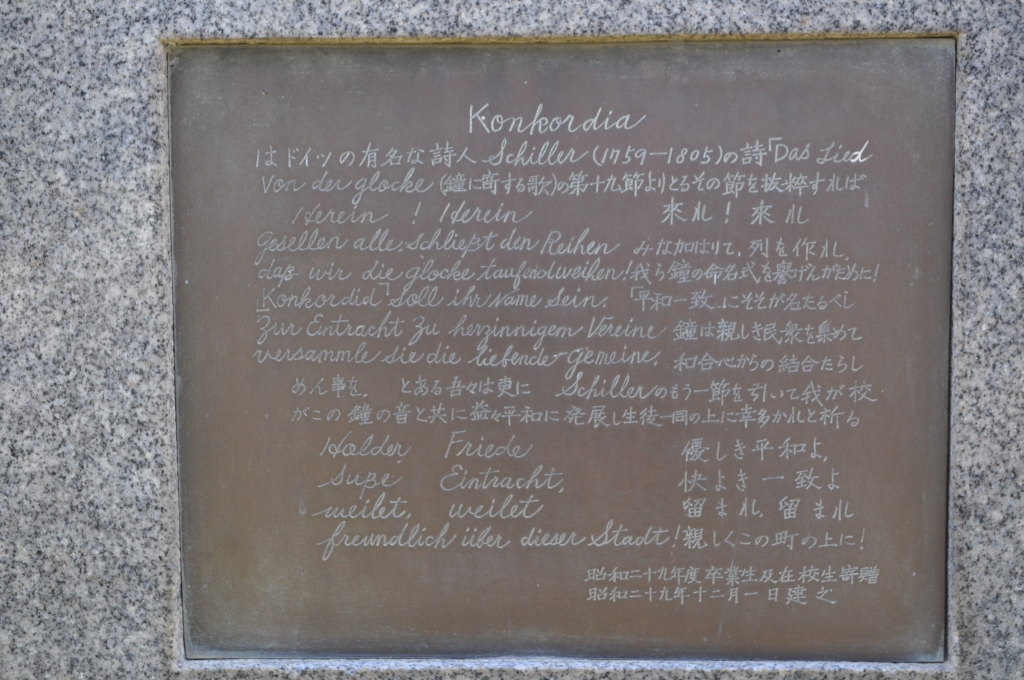 Konkordia
はドイツの有名な詩人 Schiller (1759-1805)の詩「Das Lied
Von der glocke (鐘に寄する歌)の第十九節よりとるその節を抜粋すれば
Herein ! Herein 來れ! 來れ
Gesellen alle, schließt den Reihen みな加はりて, 列を作れ,
daß wir die glocke taufend weihen! 我ら鐘の命名式を擧げんがために!
「Konkordia」 soll ihr name sein. 「平和一致」こそそが名たるべし
Zur Eintracht Zu herzinnigem Vereine 鐘は親しき民衆を集めて
versammle sie die liebende gemeine. 和合心からの結合たらし
めん事を. とある吾々は更に Schiller のもう一節を引いて我が校
がこの鐘の音と共に益々平和に発展し生徒一同の上に幸多かれと祈る
Holder Friede 優しき平和よ,
süße Eintracht, 快よき一致よ
weilet, weilet 留まれ, 留まれ
freundlich über dieser Stadt! 親しくこの町の上に!
昭和二十九年度卒業生及在校生寄贈
昭和二十九年十二月一日建之